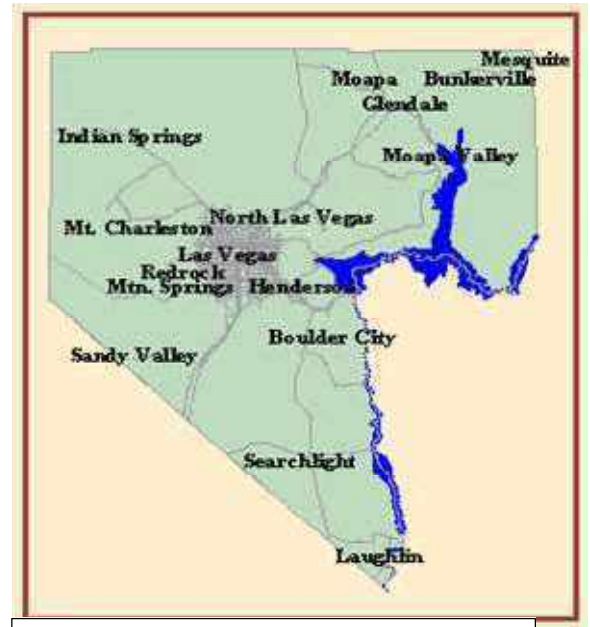 Mesquite
Moapa Bunkerville
Glendale
Indian Springs
Moapa Valley
North Las Vegas
Mt. Charleston
Las Vegas
Redrock
Mtn. Springs Henderson
Boulder City
Sandy Valley
Searchlight
Laughlin